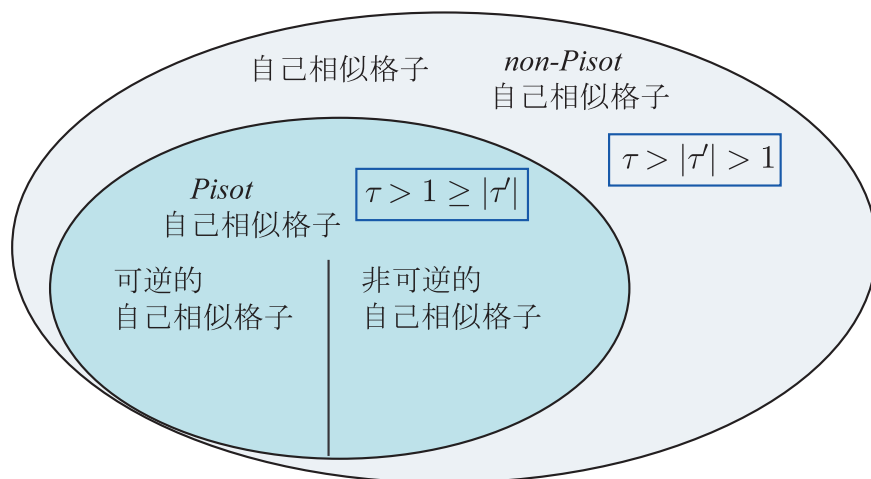 自己相似格子
non-Pisot
自己相似格子
τ > |τ′| > 1
Pisot
自己相似格子
τ > 1 ≥ |τ′|
可逆的
自己相似格子
非可逆的
自己相似格子